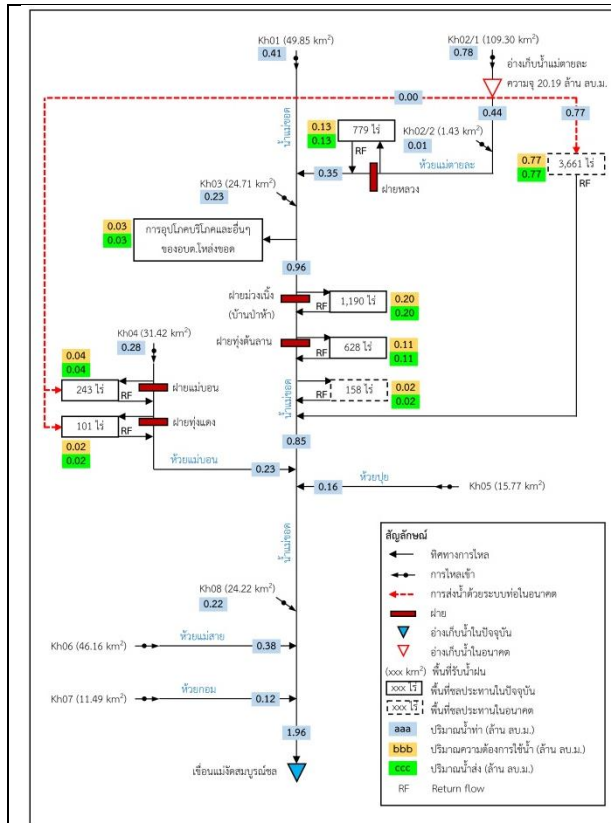 Kh01 (49.85 km²)
0.41
Kh02/1 (109.30 km²)
0.78
อ่างเก็บน้ำแม่ตายละ
ความจุ 20.19 ล้าน ลบ.ม.
0.00
0.44
0.77
น้ำแม่ขอด
0.13
0.13
779 ไร่
RF
Kh02/2 (1.43 km²)
0.01
ห้วยแม่ตายละ
0.35
ฝายหลวง
0.77
0.77
3,661 ไร่
RF
Kh03 (24.71 km²)
0.23
0.03
0.03
การอุปโภคบริโภคและอื่นๆ
ของอบต.โหล่งขอด
0.96
ฝายม่วงเนิ้ง
(บ้านป่าห้า)
RF
1,190 ไร่
0.20
0.20
ฝายทุ่งต้นลาน
RF
628 ไร่
0.11
0.11
Kh04 (31.42 km²)
0.28
0.04
0.04
243 ไร่
RF
ฝายแม่บอน
น้ำแม่ขอด
RF
158 ไร่
0.02
0.02
101 ไร่
RF
ฝายทุ่งแดง
0.02
0.02
0.85
ห้วยแม่บอน
0.23
ห้วยปุย
0.16
Kh05 (15.77 km²)
น้ำแม่ขอด
Kh08 (24.22 km²)
0.22
Kh06 (46.16 km²)
ห้วยแม่สาย
0.38
Kh07 (11.49 km²)
ห้วยกอม
0.12
1.96
เขื่อนแม่งัดสมบูรณ์ชล
สัญลักษณ์
ทิศทางการไหล
การไหลเข้า
การส่งน้ำด้วยระบบท่อในอนาคต
ฝาย
อ่างเก็บน้ำในปัจจุบัน
อ่างเก็บน้ำในอนาคต
(xxx km²) พื้นที่รับน้ำฝน
xxx ไร่ พื้นที่ชลประทานในปัจจุบัน
xxx ไร่ พื้นที่ชลประทานในอนาคต
aaa ปริมาณน้ำท่า (ล้าน ลบ.ม.)
bbb ปริมาณความต้องการใช้น้ำ (ล้าน ลบ.ม.)
ccc ปริมาณน้ำส่ง (ล้าน ลบ.ม.)
RF Return flow